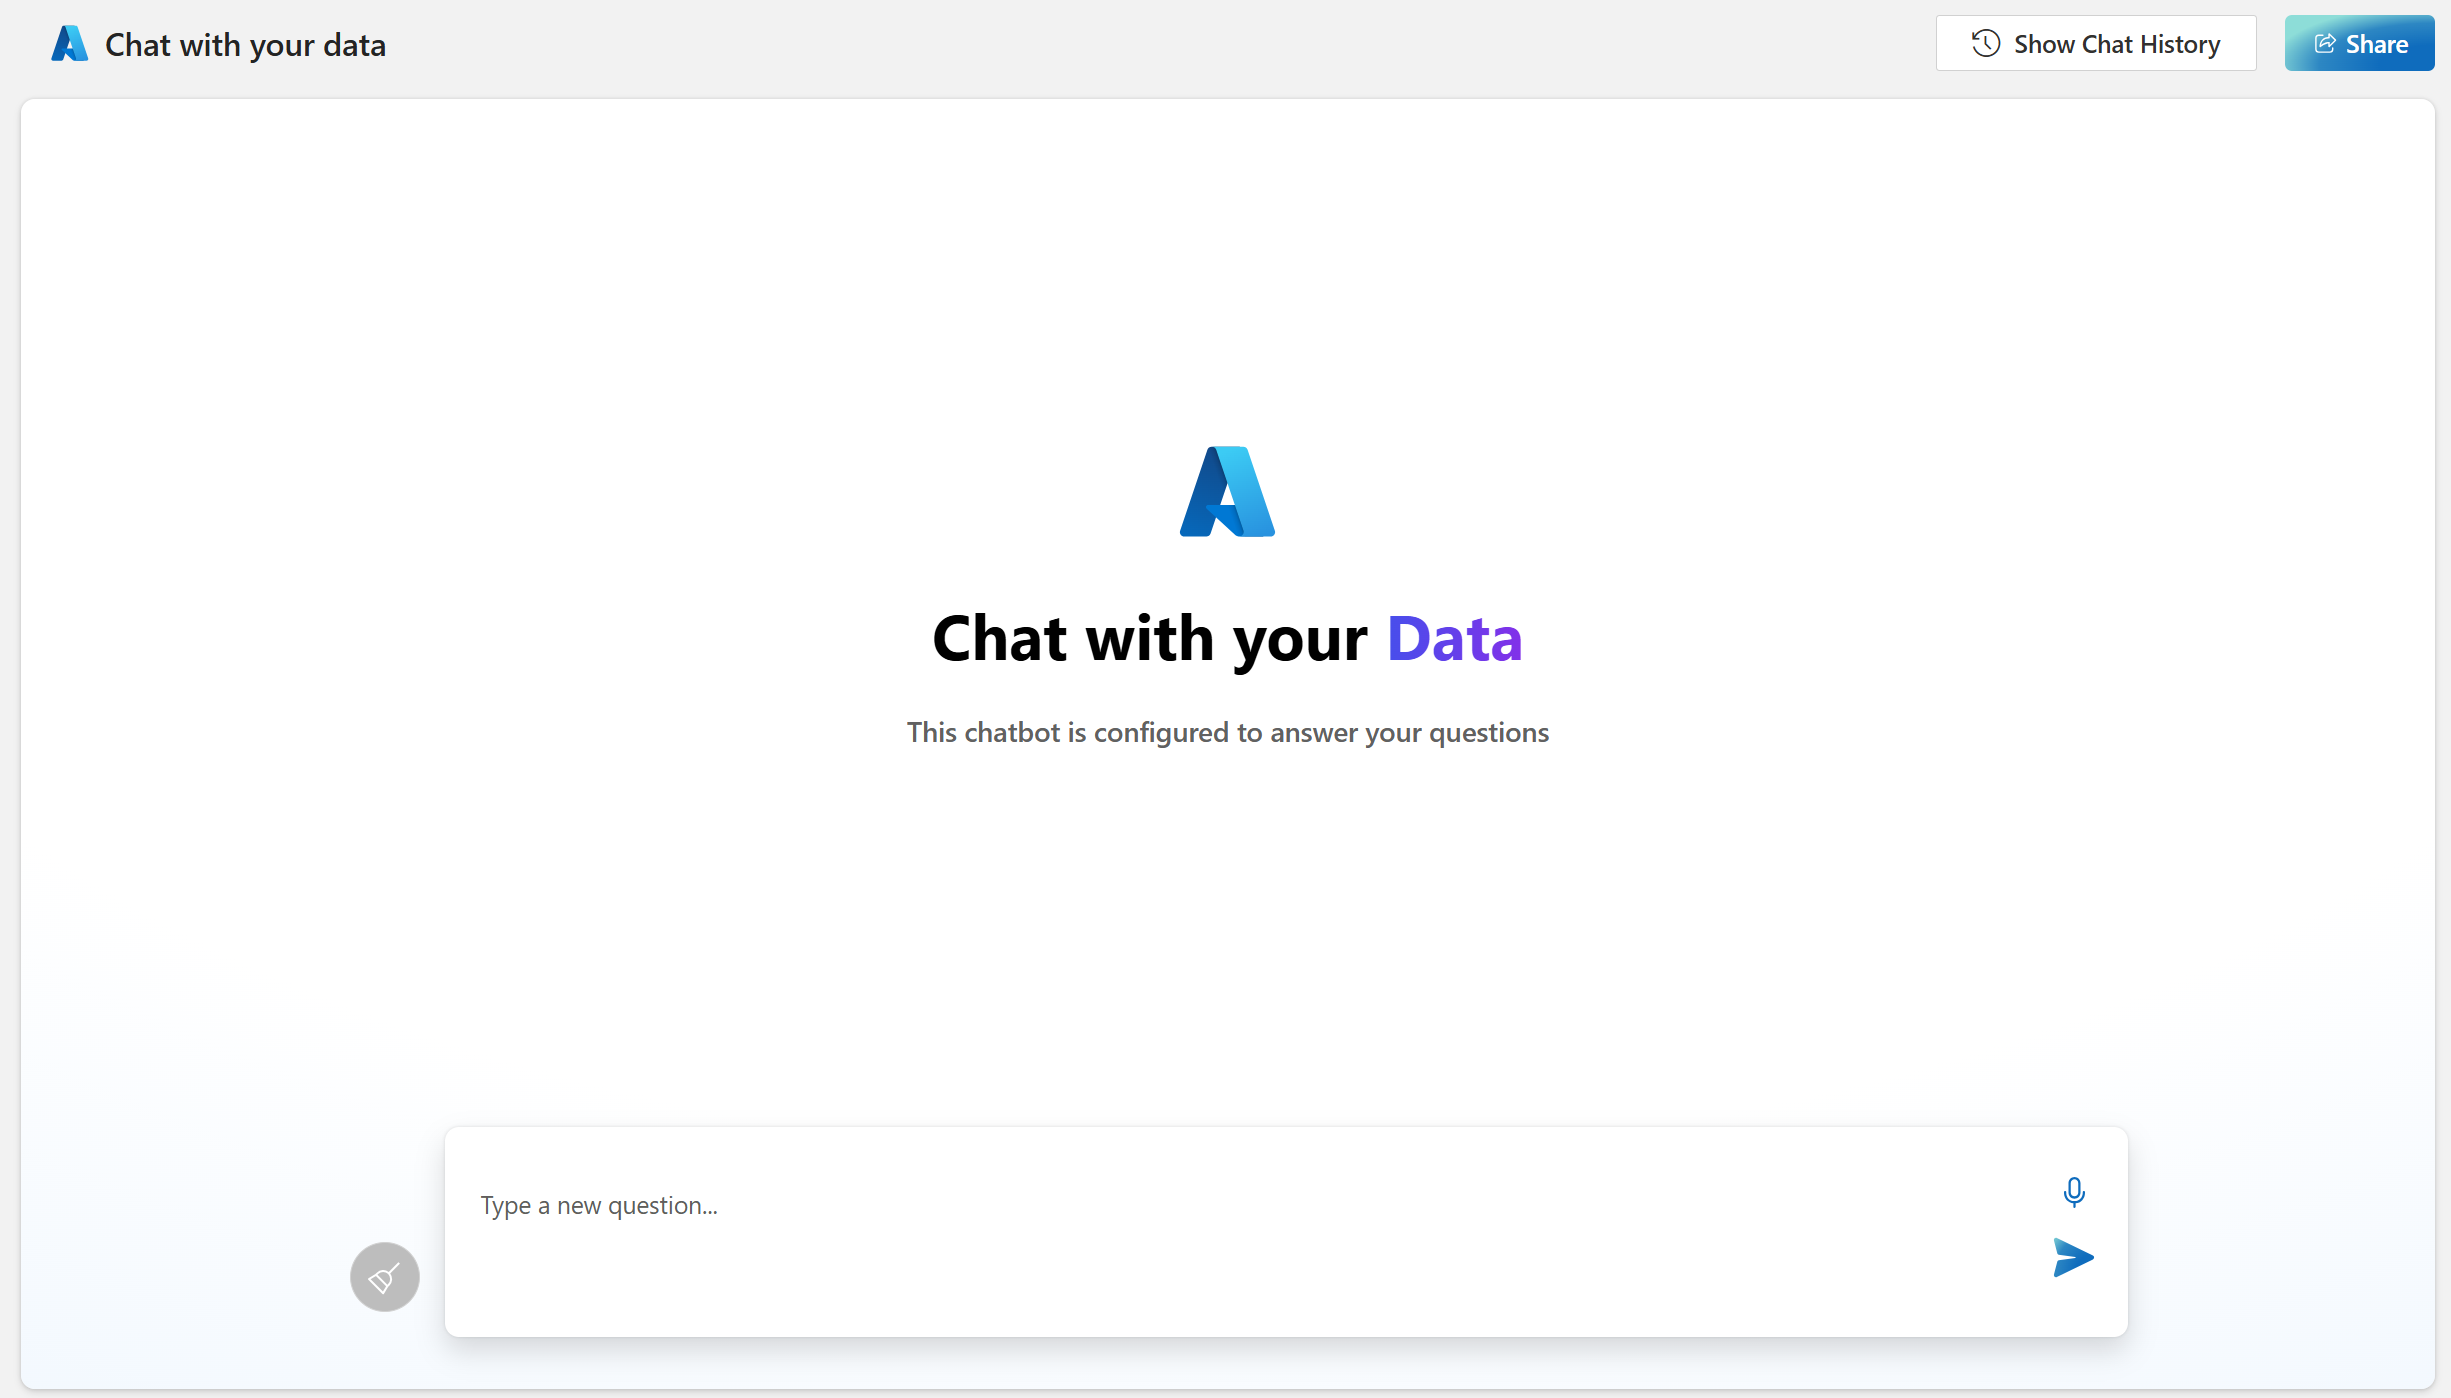 Chat with your data
Show Chat History
Share
Chat with your Data
This chatbot is configured to answer your questions
Type a new question...